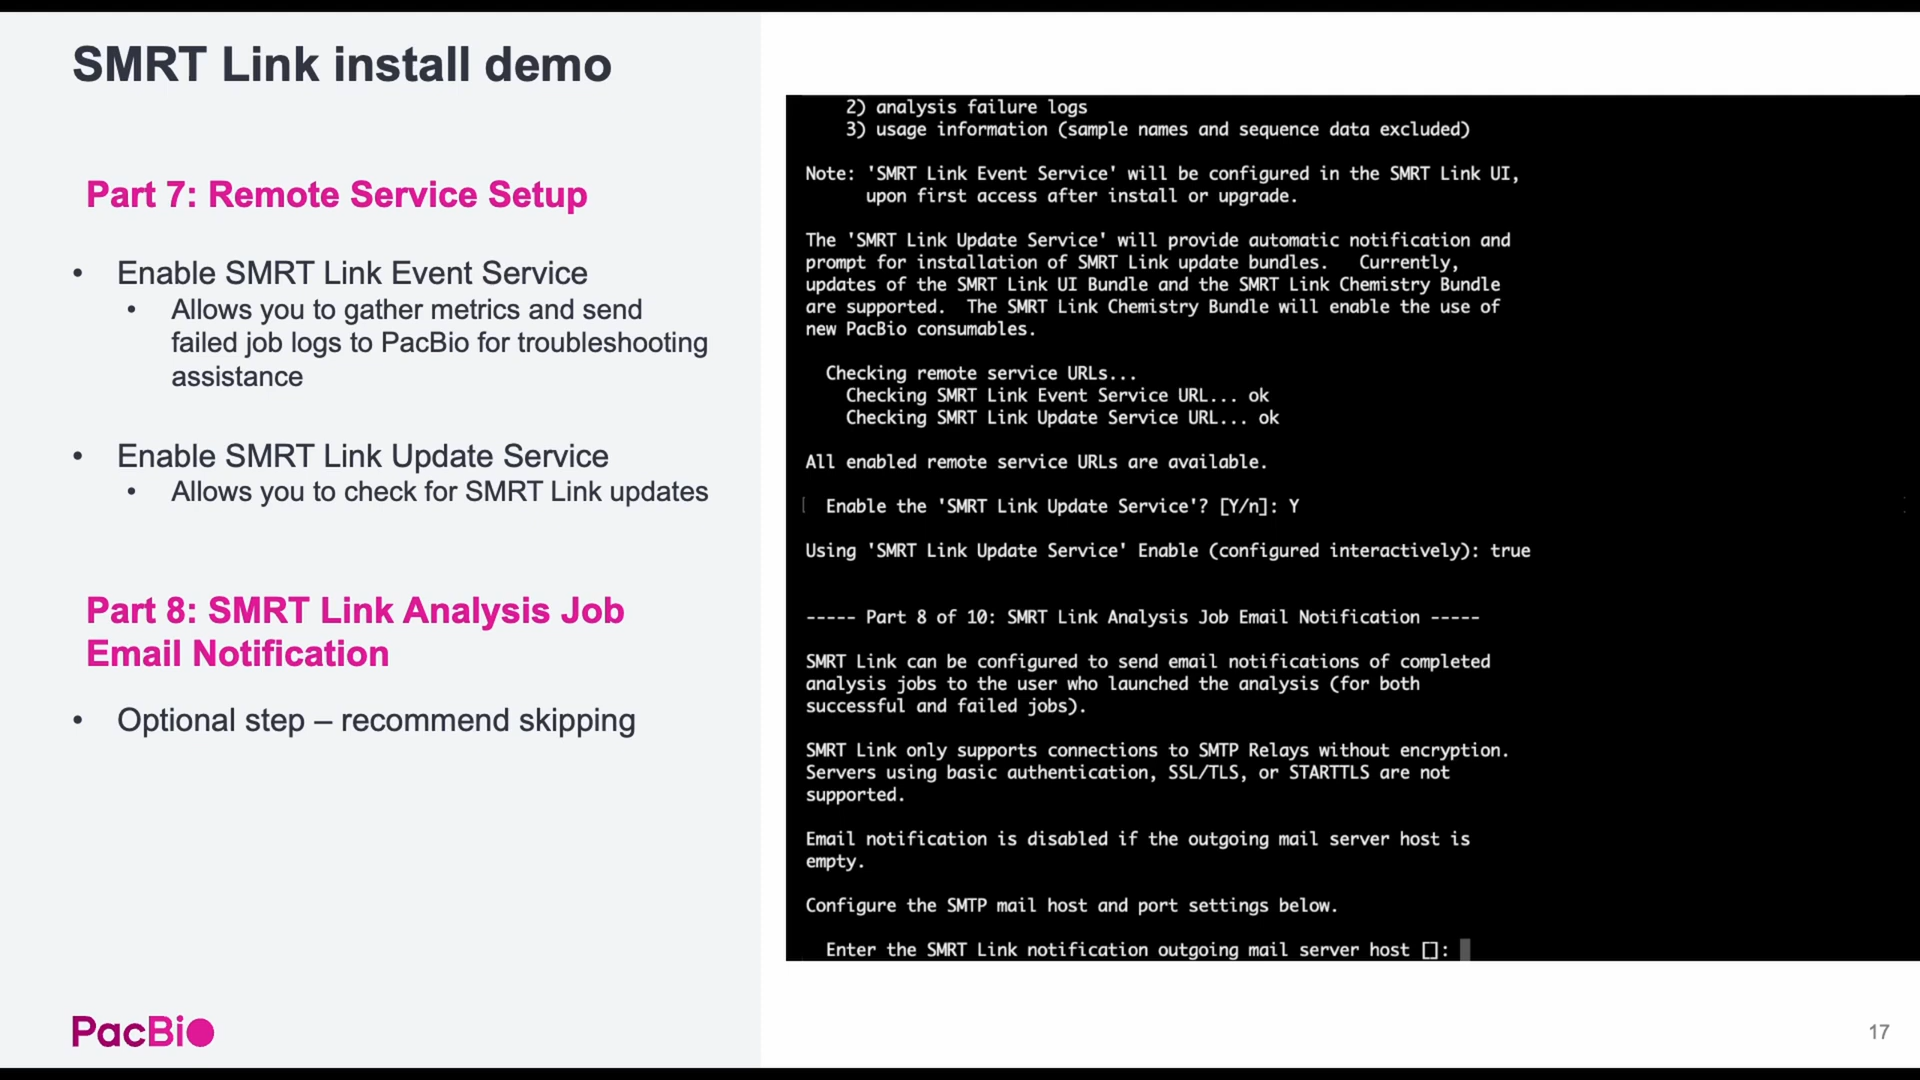 SMRT Link install demo
Part 7: Remote Service Setup
• Enable SMRT Link Event Service
• Allows you to gather metrics and send
failed job logs to PacBio for troubleshooting
assistance
• Enable SMRT Link Update Service
• Allows you to check for SMRT Link updates
Part 8: SMRT Link Analysis Job
Email Notification
• Optional step – recommend skipping
PacBio
2) analysis failure logs
3) usage information (sample names and sequence data excluded)
Note: 'SMRT Link Event Service' will be configured in the SMRT Link UI,
upon first access after install or upgrade.
The 'SMRT Link Update Service' will provide automatic notification and
prompt for installation of SMRT Link update bundles.   Currently,
updates of the SMRT Link UI Bundle and the SMRT Link Chemistry Bundle
are supported.  The SMRT Link Chemistry Bundle will enable the use of
new PacBio consumables.
Checking remote service URLs...
Checking SMRT Link Event Service URL... ok
Checking SMRT Link Update Service URL... ok
All enabled remote service URLs are available.
Enable the 'SMRT Link Update Service'? [Y/n]: Y
Using 'SMRT Link Update Service' Enable (configured interactively): true
----- Part 8 of 10: SMRT Link Analysis Job Email Notification -----
SMRT Link can be configured to send email notifications of completed
analysis jobs to the user who launched the analysis (for both
successful and failed jobs).
SMRT Link only supports connections to SMTP Relays without encryption.
Servers using basic authentication, SSL/TLS, or STARTTLS are not
supported.
Email notification is disabled if the outgoing mail server host is
empty.
Configure the SMTP mail host and port settings below.
Enter the SMRT Link notification outgoing mail server host []:
17